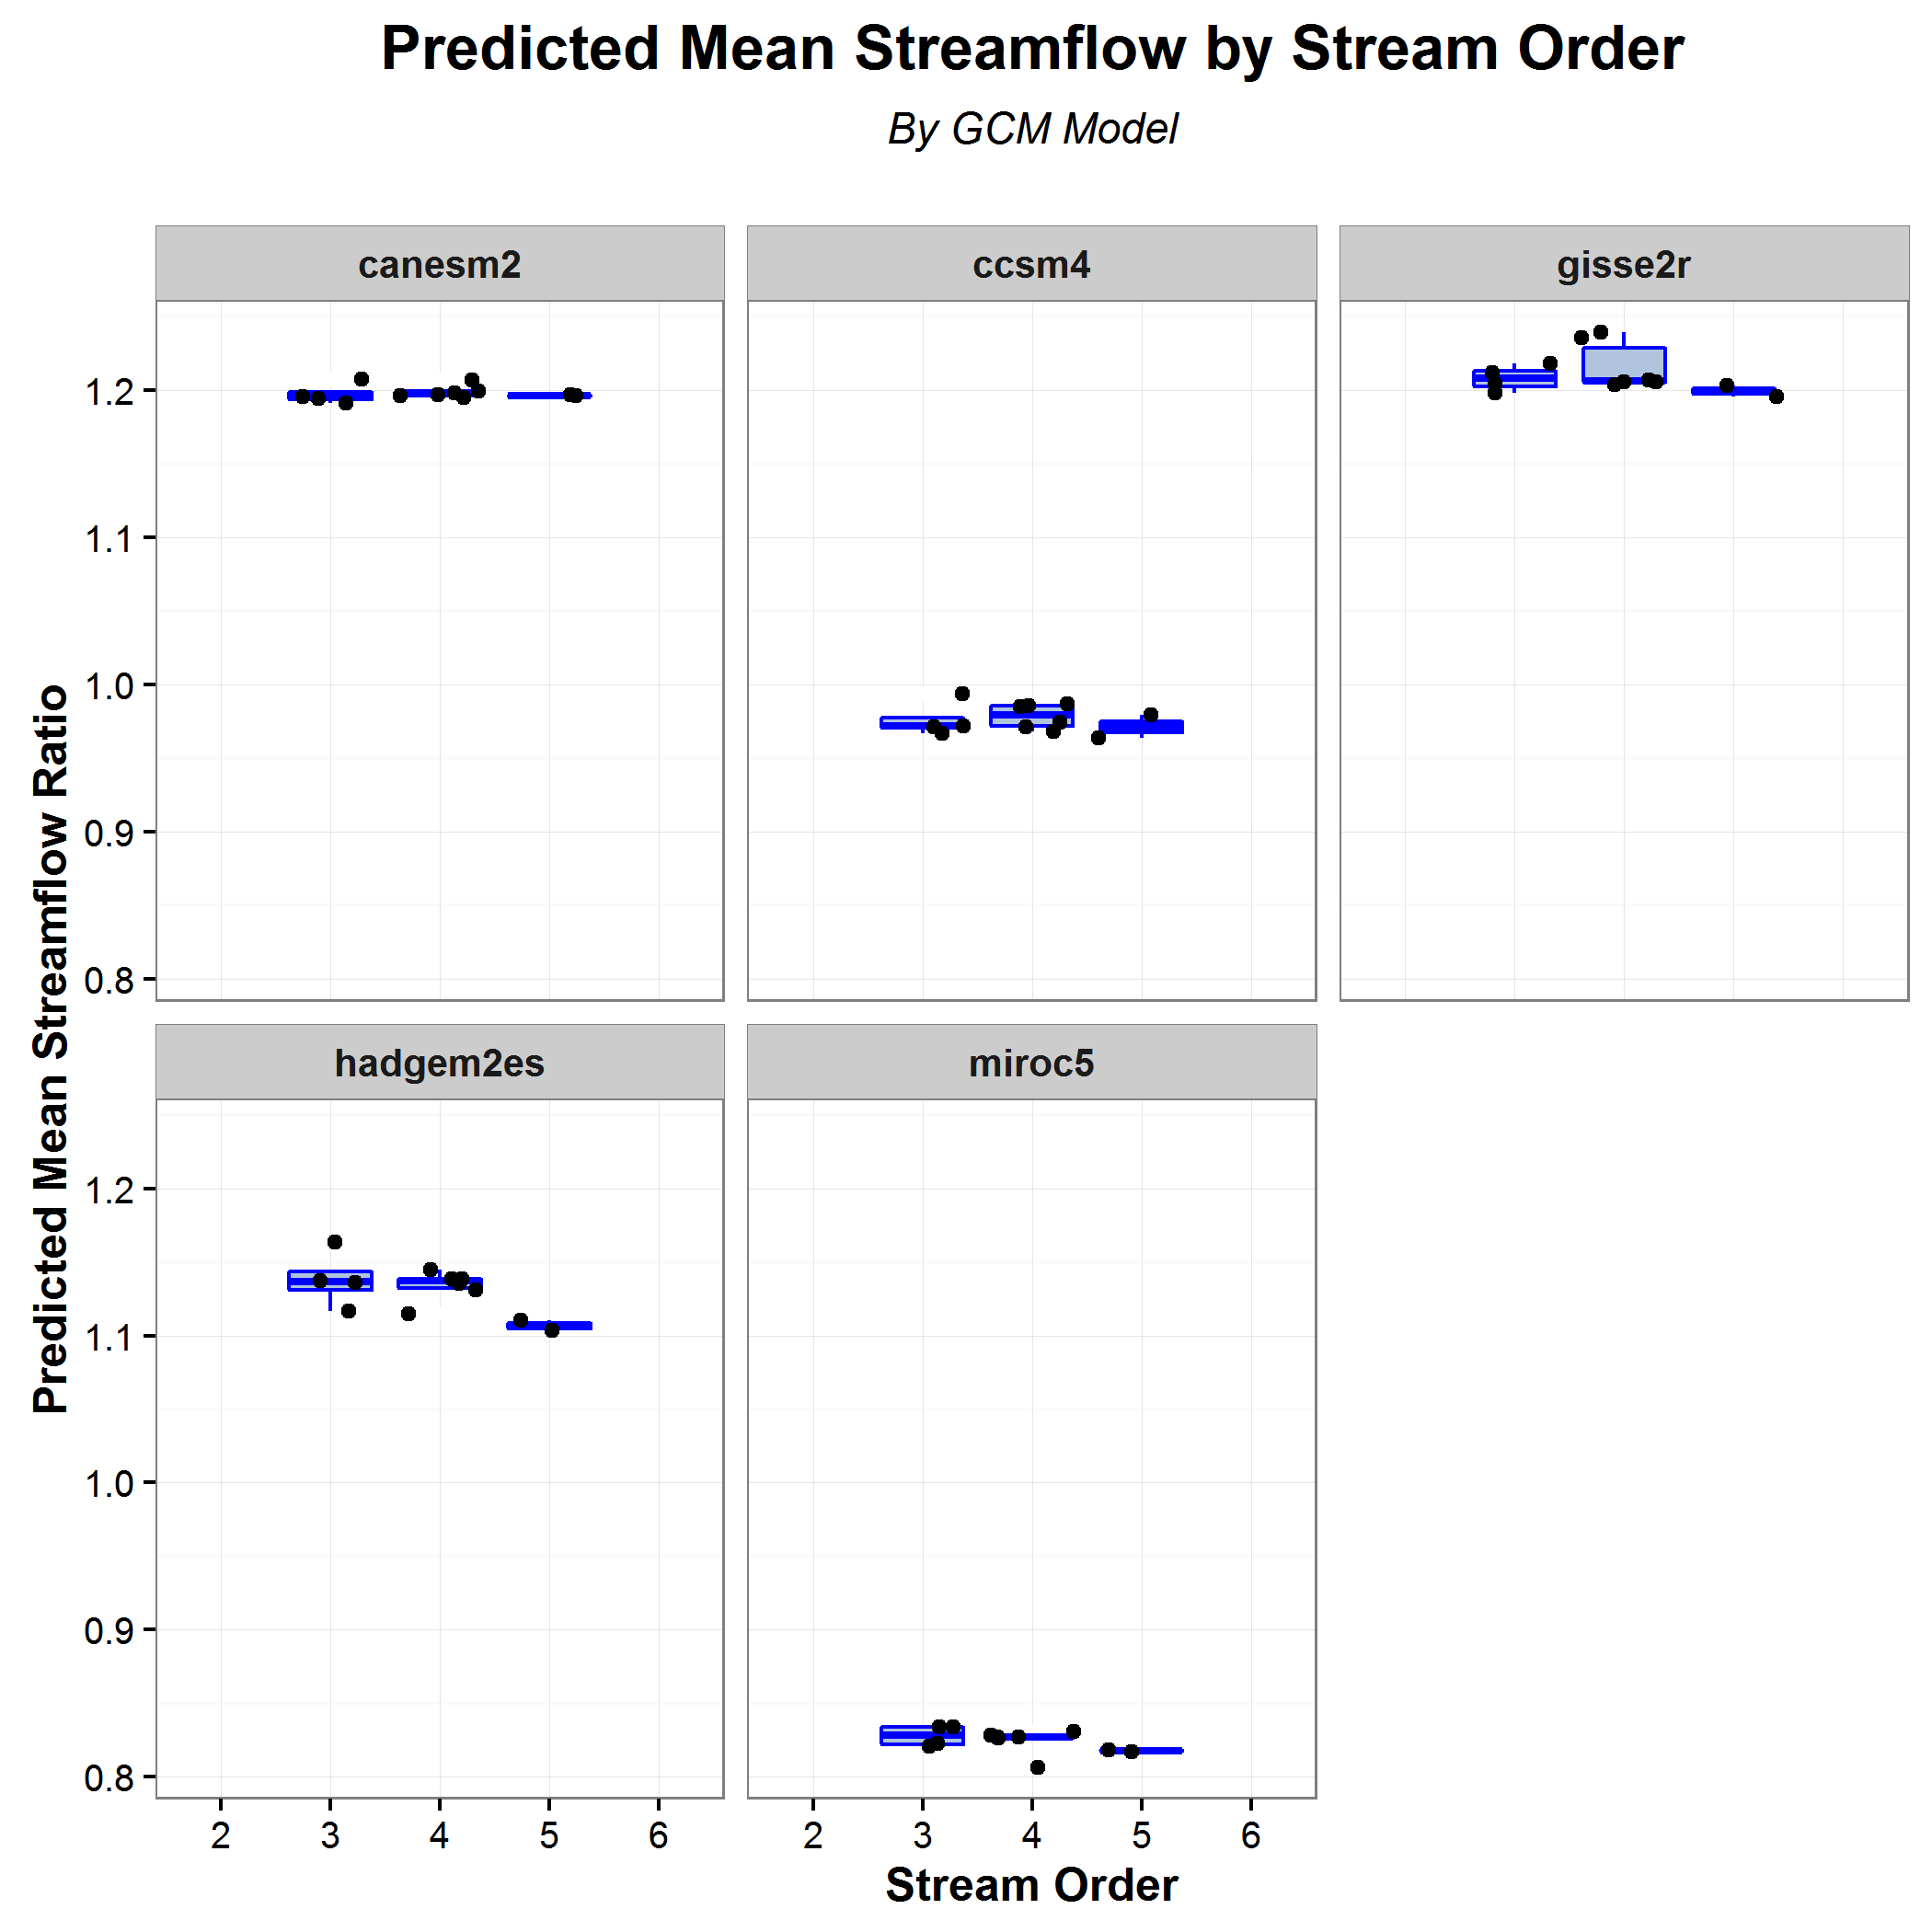 Predicted Mean Streamflow by Stream Order
By GCM Model
canesm2
ccsm4
gisse2r
1.2
1.1
1.0
0.9
0.8
Predicted Mean Streamflow Ratio
hadgem2es
miroc5
1.2
1.1
1.0
0.9
0.8
2 3 4 5 6
2 3 4 5 6
Stream Order